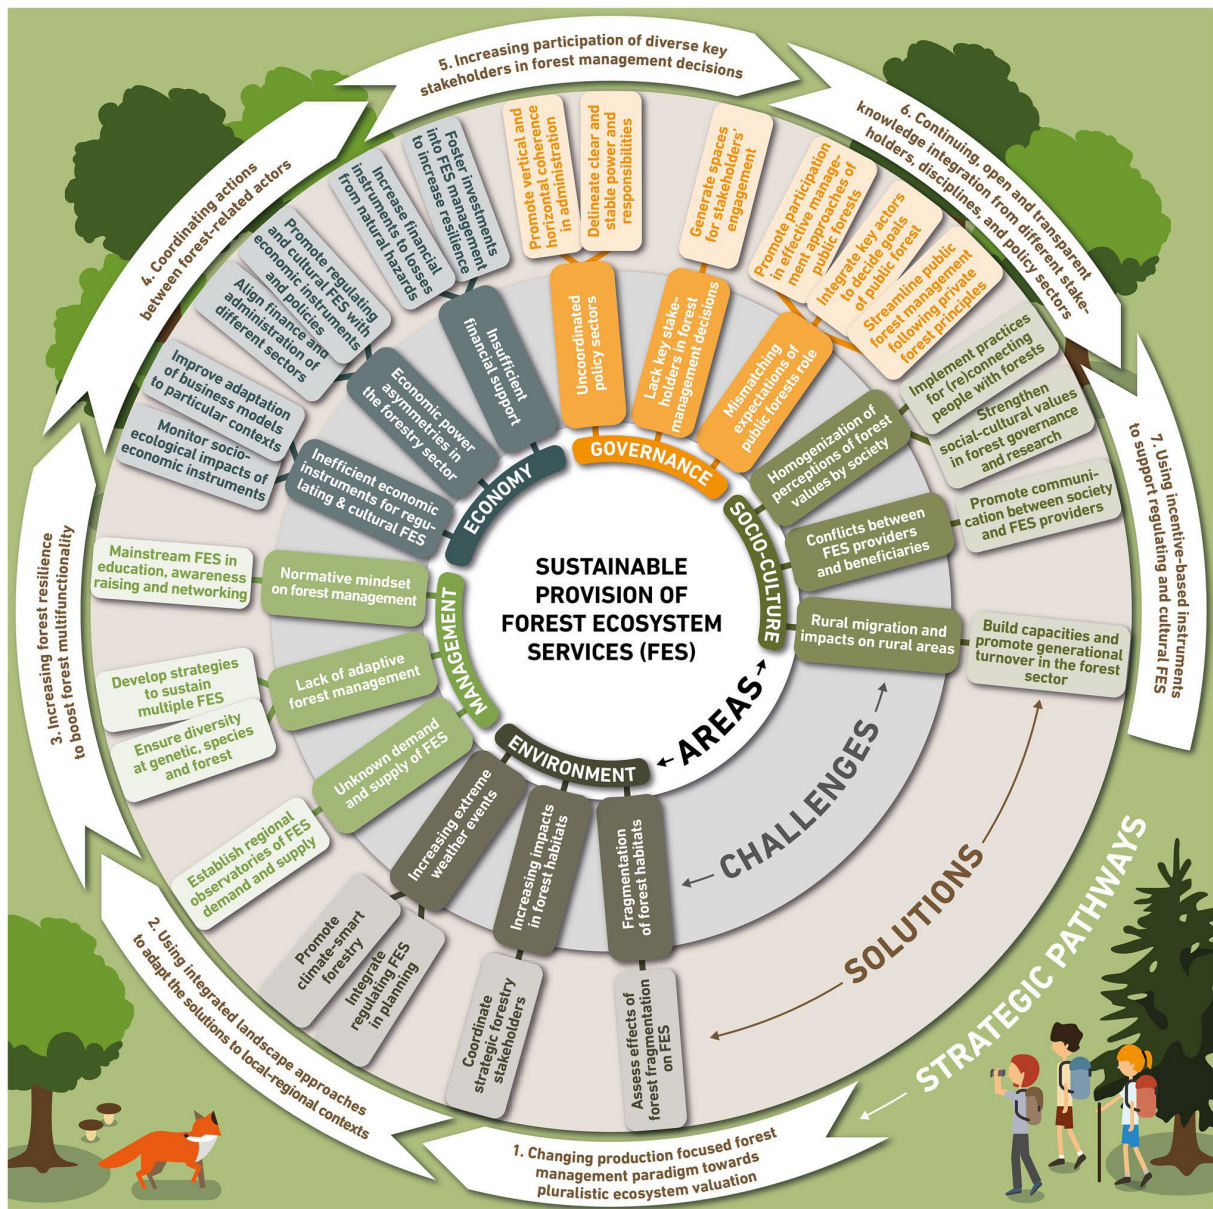 5. Increasing participation of diverse key
stakeholders in forest management decisions
6. Continuing, open and transparent
knowledge integration from different stake-
holders, disciplines, and policy sectors
7. Using incentive-based instruments
to support regulating and cultural FES
4. Coordinating actions
between forest-related actors
3. Increasing forest resilience
to boost forest multifunctionality
2. Using integrated landscape approaches
to adapt the solutions to local-regional contexts
1. Changing production focused forest
management paradigm towards
pluralistic ecosystem valuation
SUSTAINABLE
PROVISION OF
FOREST ECOSYSTEM
SERVICES (FES)
AREAS
CHALLENGES
SOLUTIONS
STRATEGIC PATHWAYS
GOVERNANCE
Uncoordinated
policy sectors
Promote vertical and
horizontal coherence
in administration
Delineate clear and
stable power and
responsibilities
Lack key stake-
holders in forest
management decisions
Generate spaces
for stakeholders'
engagement
Mismatching
expectations of
public forests role
Promote participation
in effective manage-
ment approaches of
public forests
Integrate key actors
to decide goals
of public forest
Streamline public
forest management
following private
forest principles
SOCIO-CULTURE
Homogenization of
perceptions of forest
values by society
Implement practices
for (re)connecting
people with forests
Strengthen
social-cultural values
in forest governance
and research
Conflicts between
FES providers
and beneficiaries
Promote communi-
cation between society
and FES providers
Rural migration and
impacts on rural areas
Build capacities and
promote generational
turnover in the forest
sector
ENVIRONMENT
Fragmentation
of forest habitats
Assess effects of
forest fragmentation
on FES
Increasing impacts
in forest habitats
Coordinate
strategic forestry
stakeholders
Increasing extreme
weather events
Promote
climate-smart
forestry
Integrate
regulating FES
in planning
MANAGEMENT
Unknown demand
and supply of FES
Establish regional
observatories of FES
demand and supply
Lack of adaptive
forest management
Develop strategies
to sustain
multiple FES
Ensure diversity
at genetic, species
and forest
Normative mindset
on forest management
Mainstream FES in
education, awareness
raising and networking
ECONOMY
Inefficient economic
instruments for regu-
lating & cultural FES
Monitor socio-
ecological impacts of
economic instruments
Improve adaptation
of business models
to particular contexts
Economic power
asymmetries in
the forestry sector
Align finance and
administration of
different sectors
Promote regulating
and cultural FES with
economic instruments
and policies
Insufficient
financial support
Increase financial
instruments to losses
from natural hazards
Foster investments
into FES management
to increase resilience